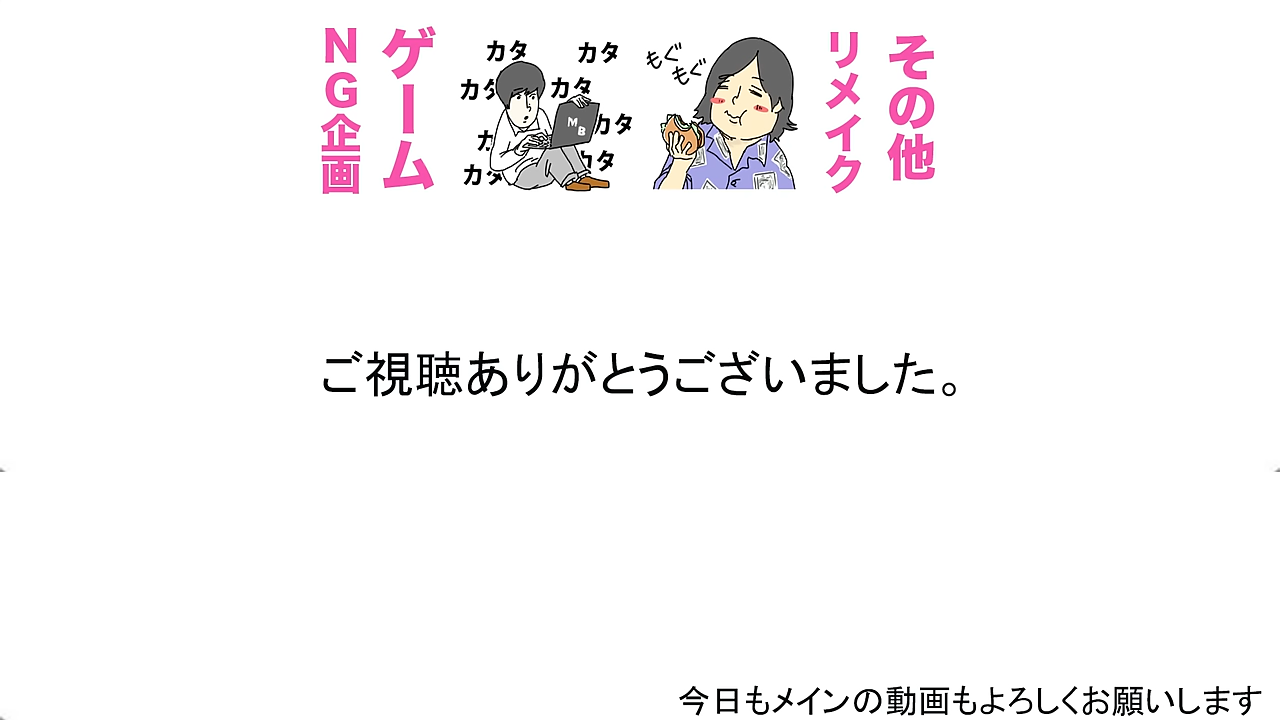 その他
リメイク
もぐ
もぐ
カタ
カタ
カタ
カタ
カタ
カタ
カタ
MB
ゲーム
NG企画
ご視聴ありがとうございました。
今日もメインの動画もよろしくお願いします